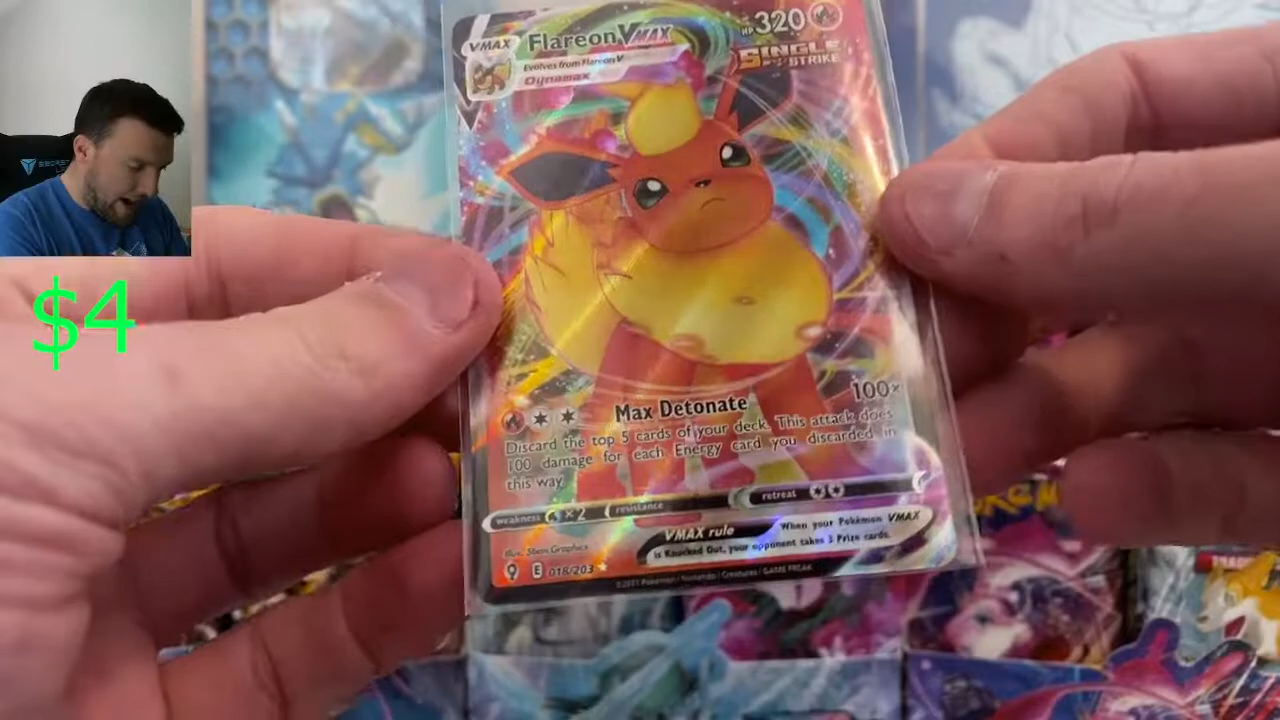 VMAX
Flareon VMAX
HP 320
Evolves from Flareon V
Dynamax
SINGLE
STRIKE
SECRET
$4
Max Detonate
100×
Discard the top 5 cards of your deck. This attack does
100 damage for each Energy card you discarded in
this way.
weakness ×2 resistance retreat
VMAX rule When your Pokémon VMAX
is Knocked Out, your opponent takes 3 Prize cards.
Illus. 5ban Graphics
E 018/203
©2021 Pokémon / Nintendo / Creatures / GAME FREAK